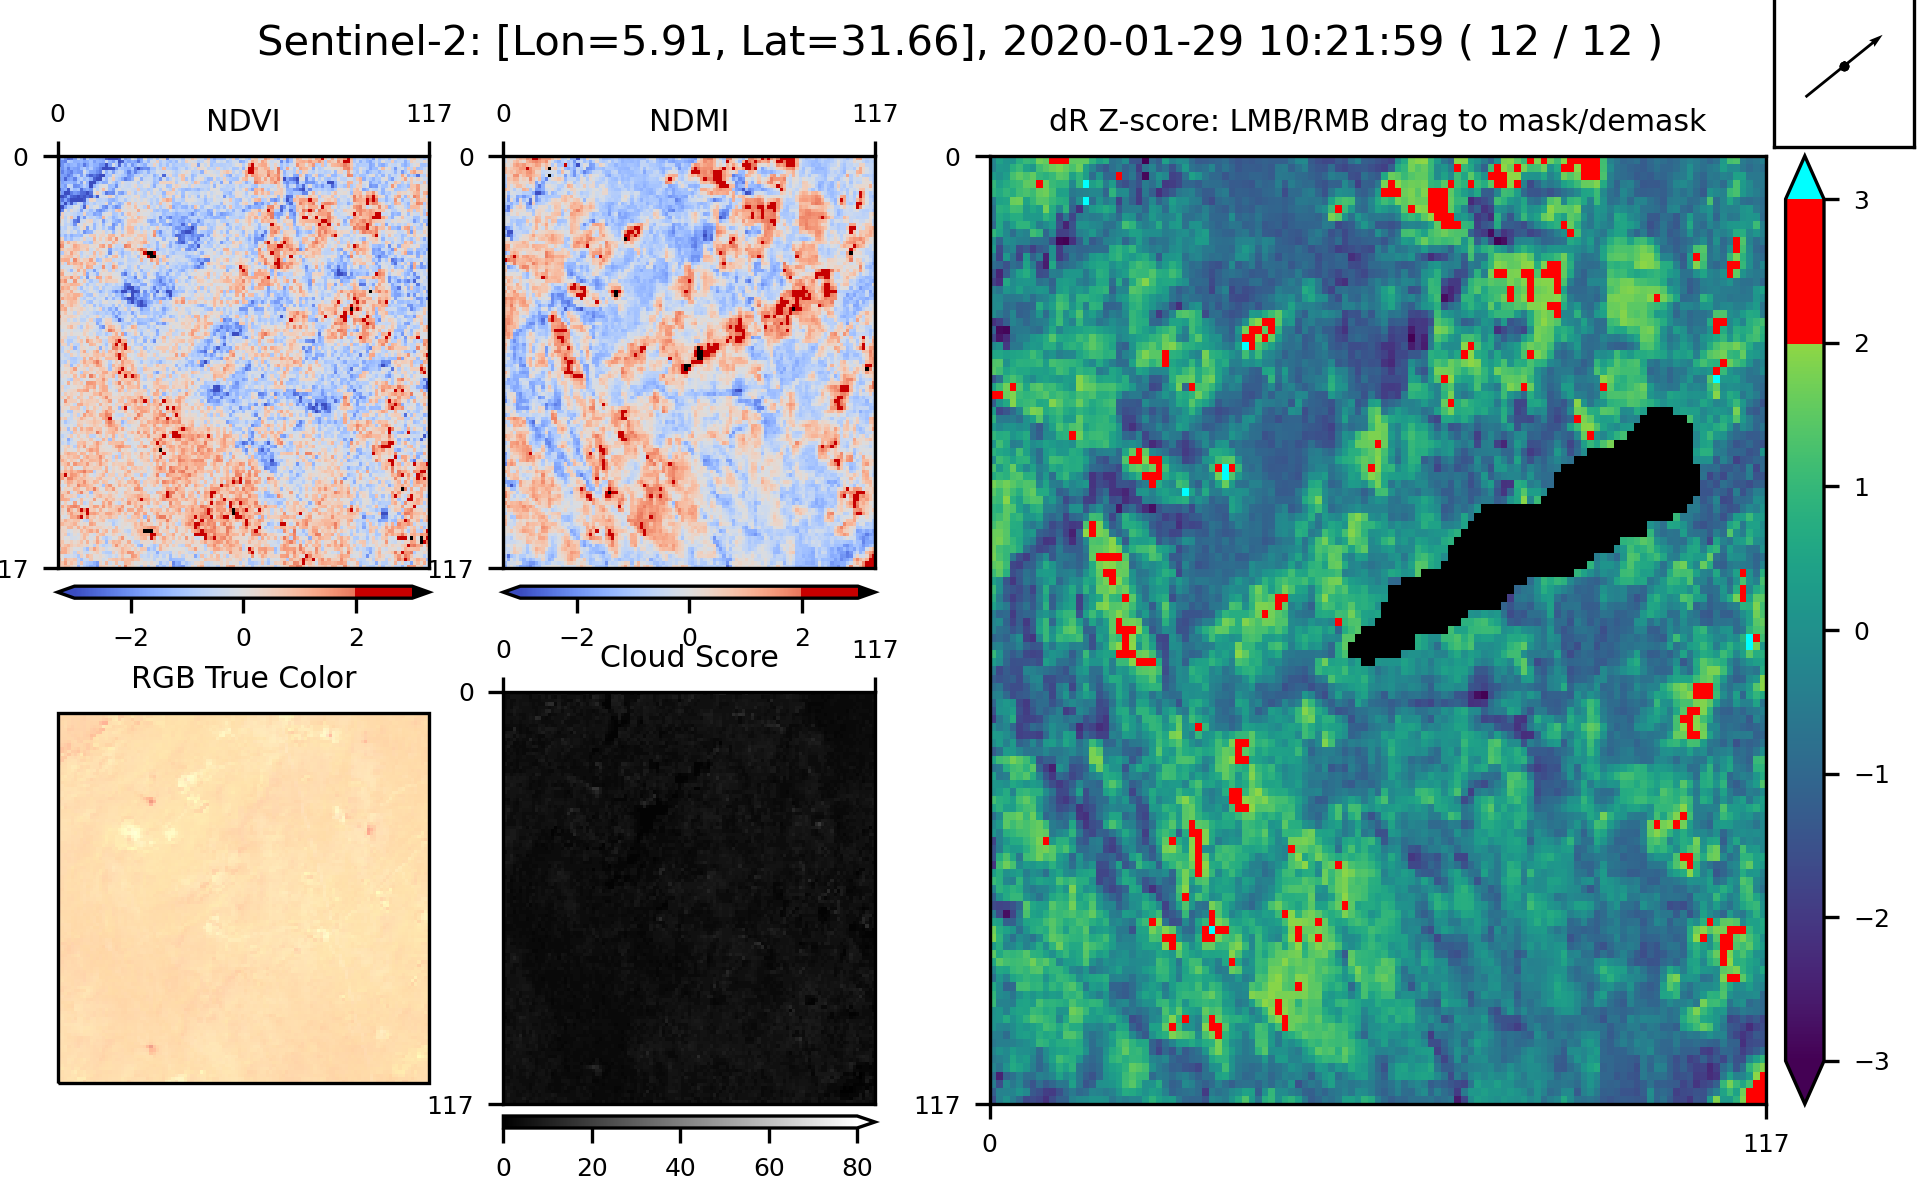 Sentinel-2: [Lon=5.91, Lat=31.66], 2020-01-29 10:21:59 ( 12 / 12 )
0 NDVI 117
0
17
−2 0 2
0 NDMI 117
0
117
−2 0 2
dR Z-score: LMB/RMB drag to mask/demask
0
117
0 117
3
2
1
0
−1
−2
−3
RGB True Color
0 Cloud Score 117
0
117
0 20 40 60 80